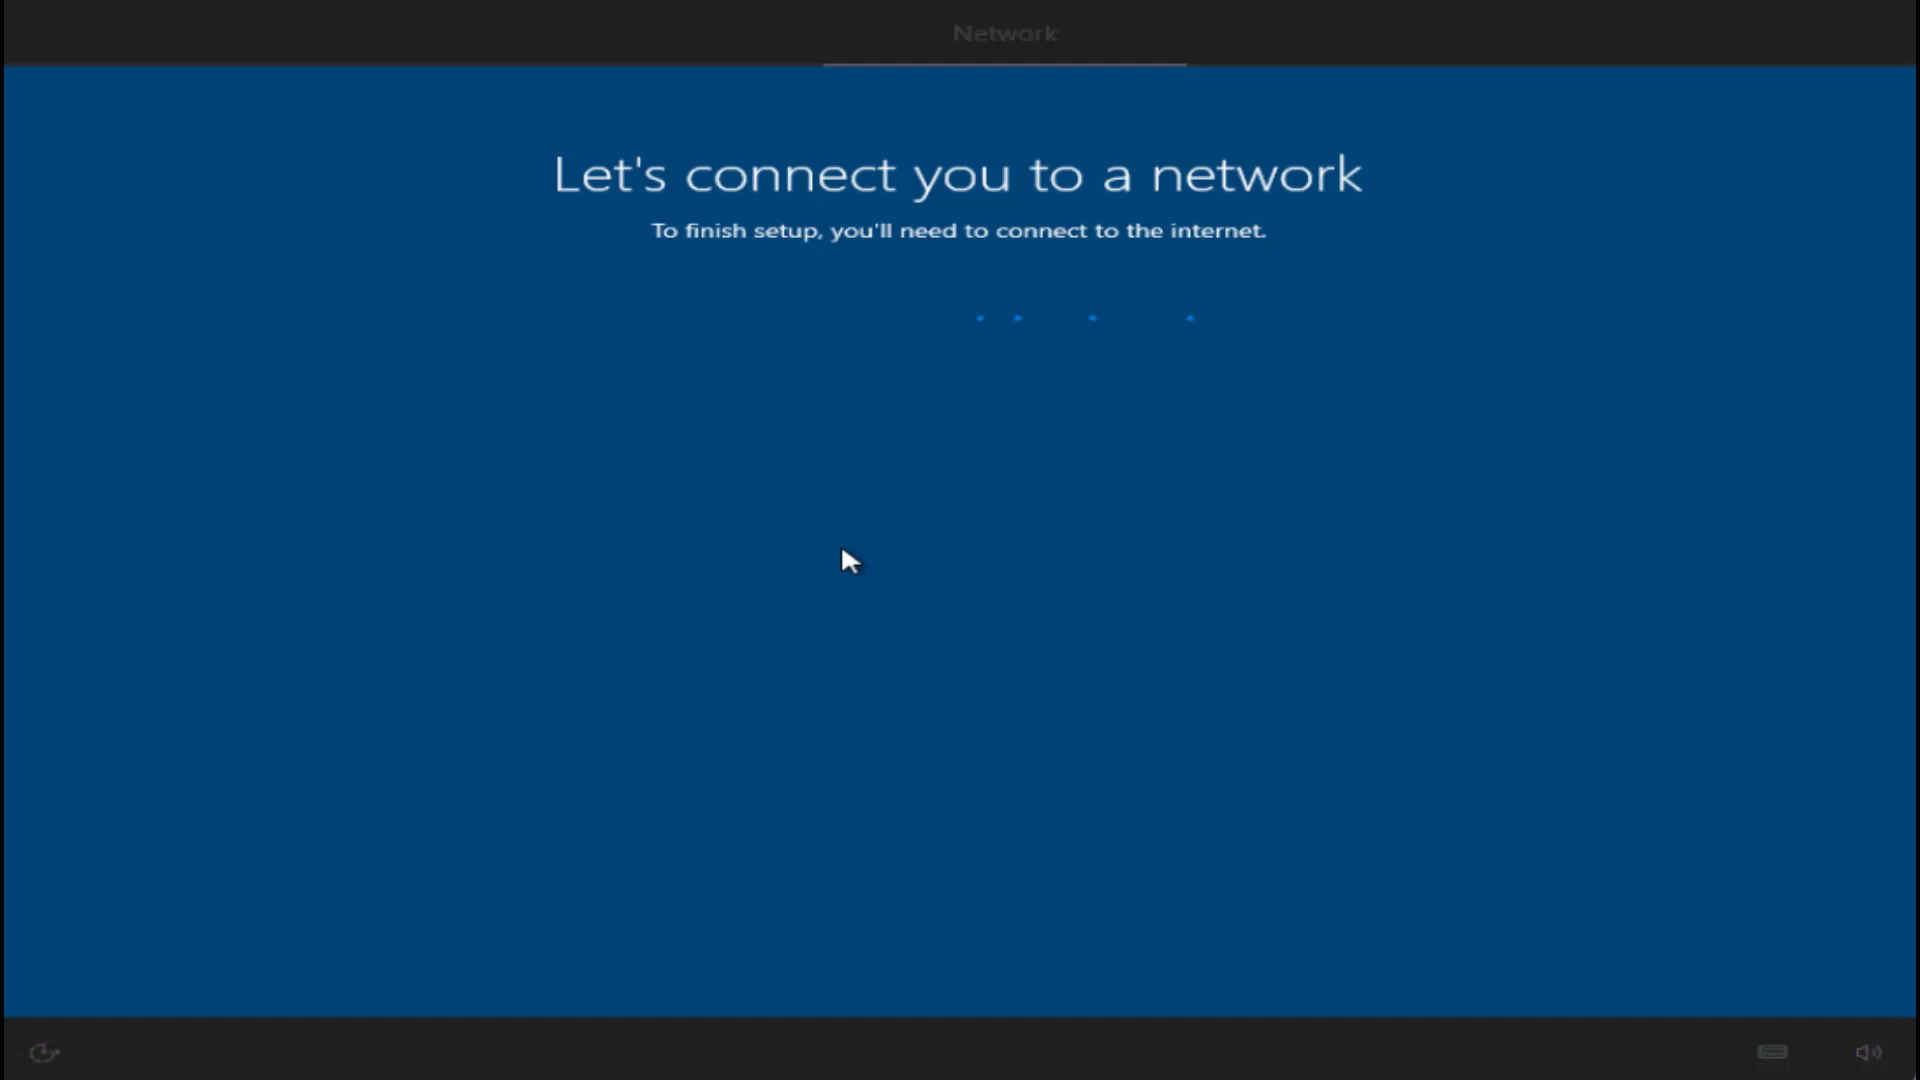 Network
Let's connect you to a network
To finish setup, you'll need to connect to the internet.